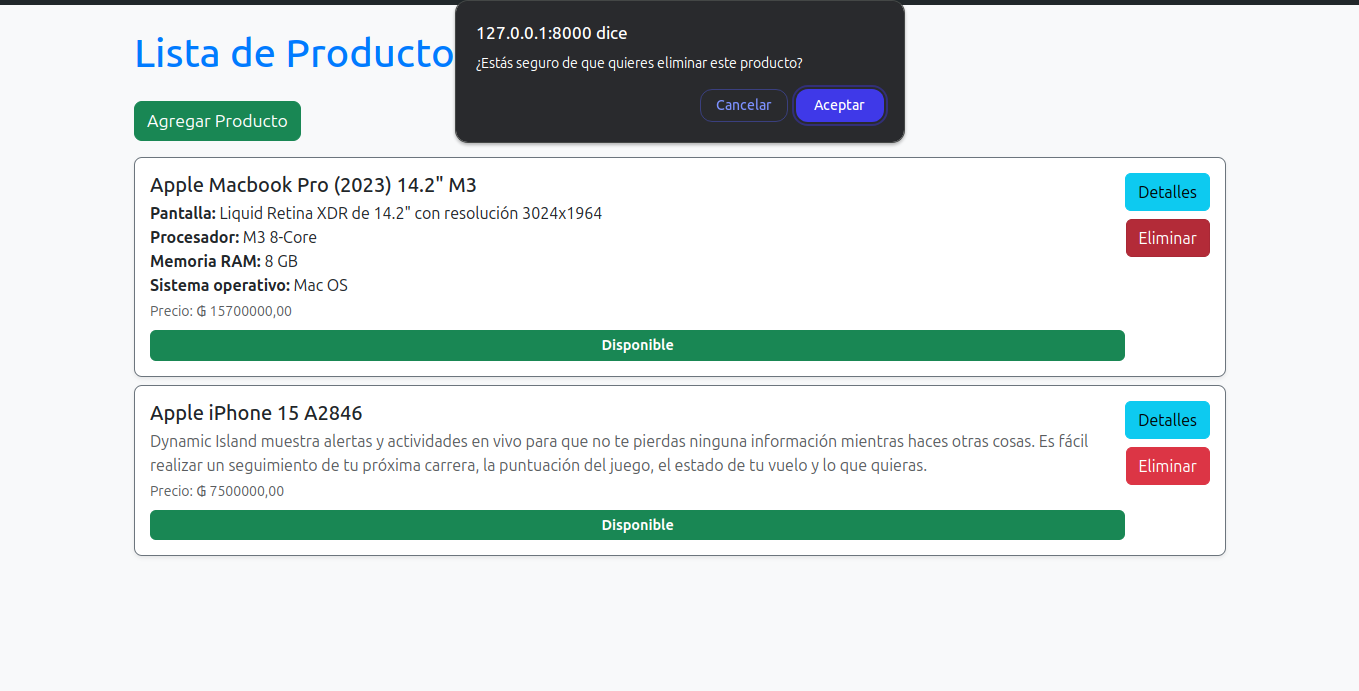 Lista de Producto
127.0.0.1:8000 dice
¿Estás seguro de que quieres eliminar este producto?
Cancelar
Aceptar
Agregar Producto
Apple Macbook Pro (2023) 14.2" M3
Pantalla: Liquid Retina XDR de 14.2" con resolución 3024x1964
Procesador: M3 8-Core
Memoria RAM: 8 GB
Sistema operativo: Mac OS
Precio: ₲ 15700000,00
Disponible
Detalles
Eliminar
Apple iPhone 15 A2846
Dynamic Island muestra alertas y actividades en vivo para que no te pierdas ninguna información mientras haces otras cosas. Es fácil
realizar un seguimiento de tu próxima carrera, la puntuación del juego, el estado de tu vuelo y lo que quieras.
Precio: ₲ 7500000,00
Disponible
Detalles
Eliminar